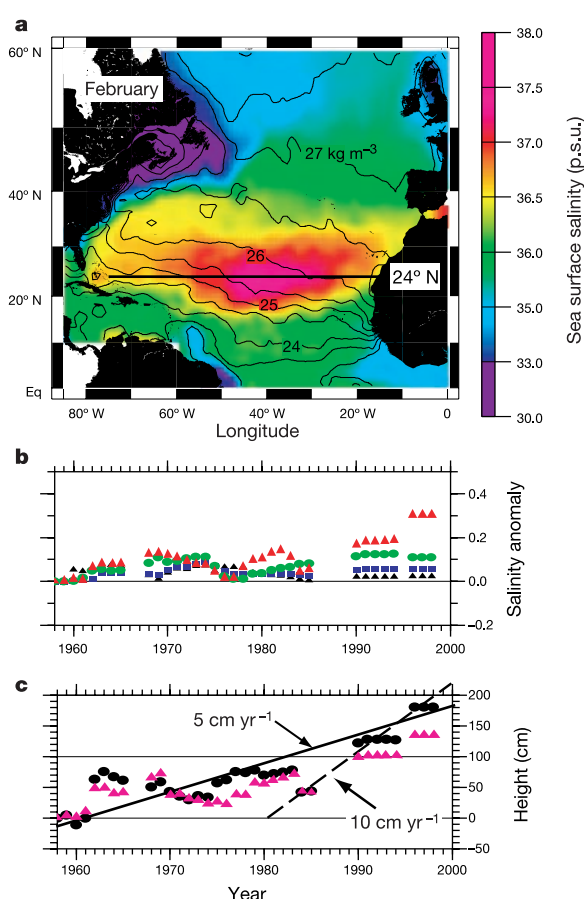 a
60° N
40° N
20° N
Eq
February
27 kg m⁻³
26
24° N
25
24
80° W
60° W
40° W
20° W
0
Longitude
38.0
37.5
37.0
36.5
36.0
35.0
33.0
30.0
Sea surface salinity (p.s.u.)
b
0.4
0.2
0.0
−0.2
Salinity anomaly
1960
1970
1980
1990
2000
c
200
150
100
50
0
−50
Height (cm)
5 cm yr⁻¹
10 cm yr⁻¹
1960
1970
1980
1990
2000
Year